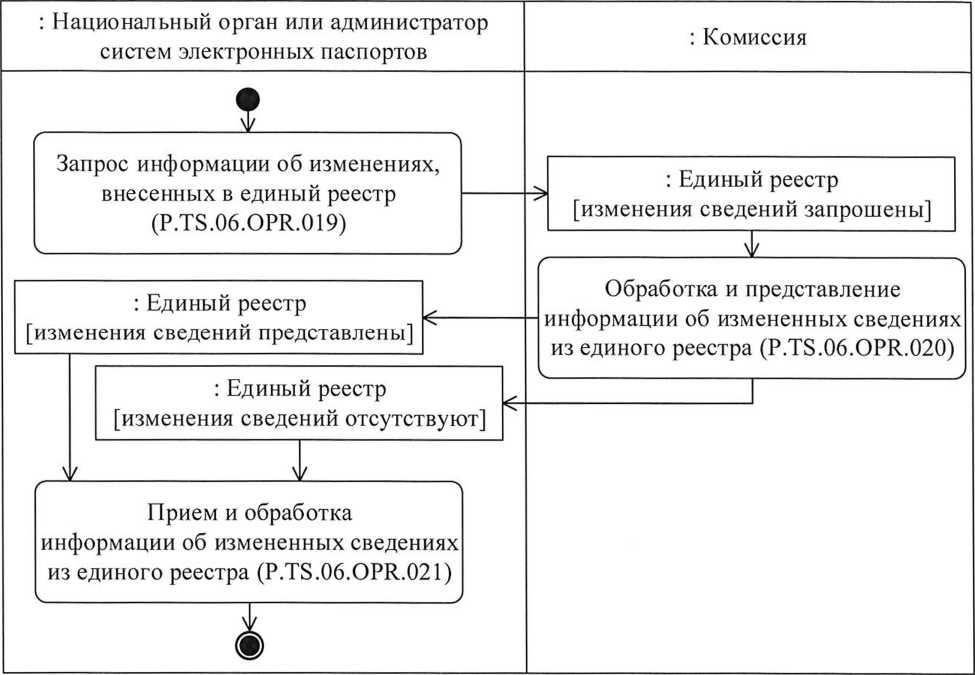 : Национальный орган или администратор
систем электронных паспортов
: Комиссия
Запрос информации об изменениях,
внесенных в единый реестр
(P.TS.06.OPR.019)
: Единый реестр
[изменения сведений запрошены]
Обработка и представление
информации об измененных сведениях
из единого реестра (P.TS.06.OPR.020)
: Единый реестр
[изменения сведений представлены]
: Единый реестр
[изменения сведений отсутствуют]
Прием и обработка
информации об измененных сведениях
из единого реестра (P.TS.06.OPR.021)